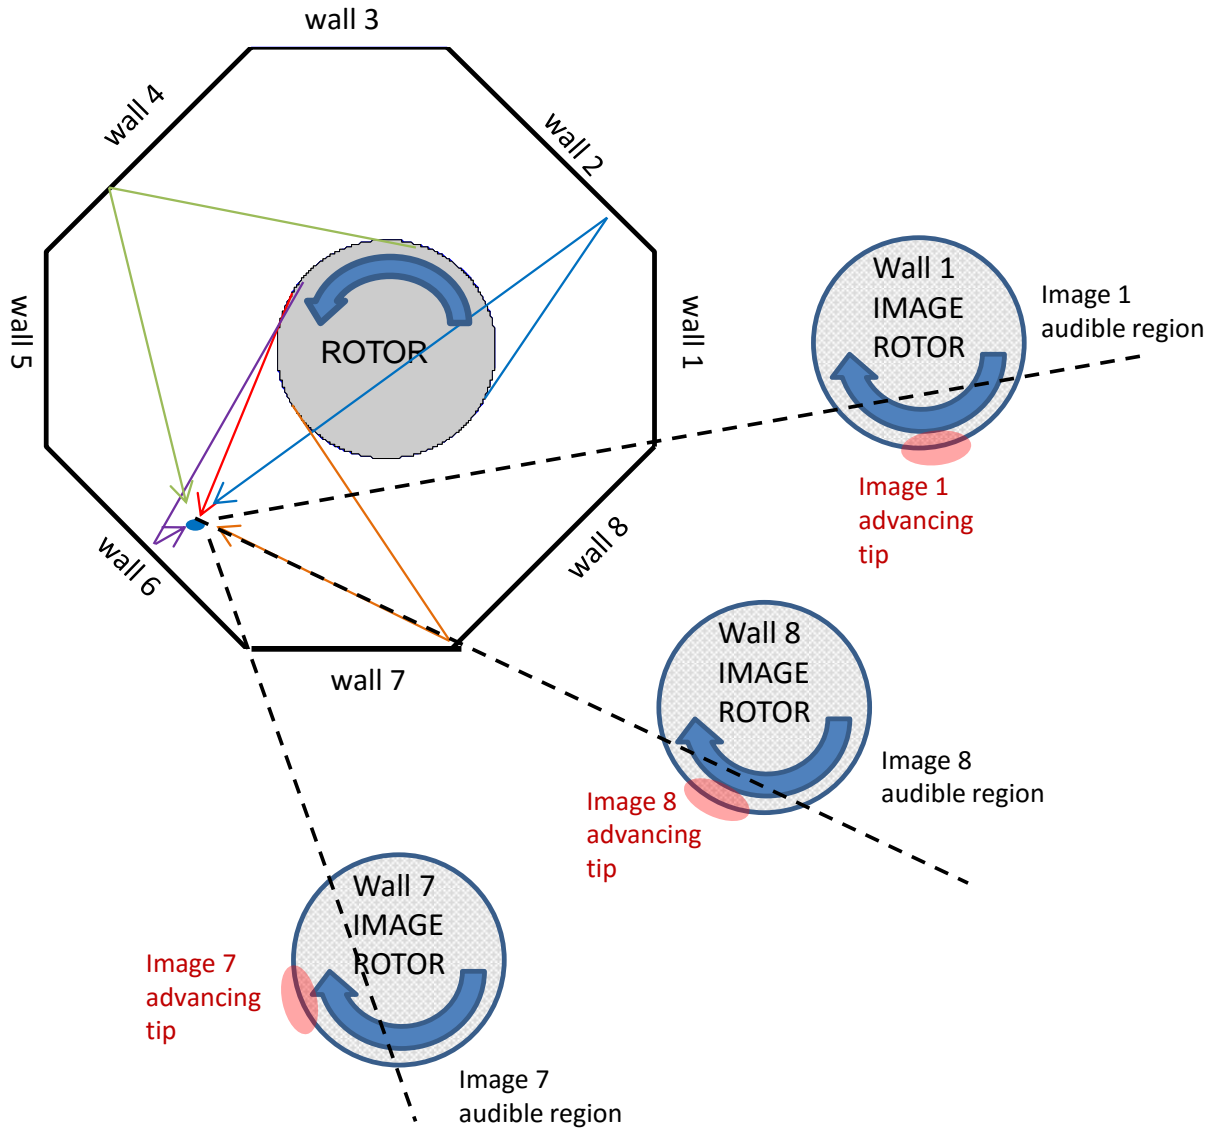 wall 3
wall 4
wall 2
wall 5
ROTOR
wall 1
Wall 1
IMAGE
ROTOR
Image 1
audible region
Image 1
advancing
tip
wall 6
wall 8
wall 7
Wall 8
IMAGE
ROTOR
Image 8
audible region
Image 8
advancing
tip
Wall 7
IMAGE
ROTOR
Image 7
advancing
tip
Image 7
audible region